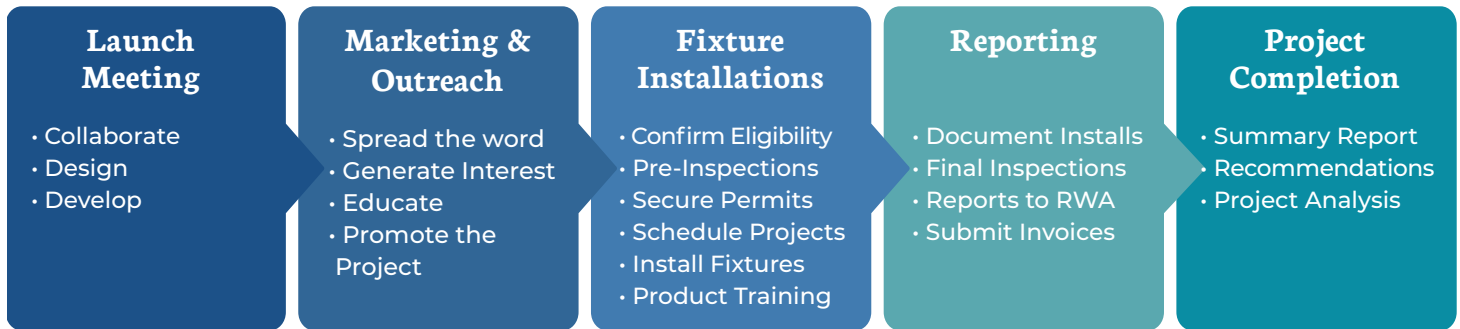 Launch
Meeting
• Collaborate
• Design
• Develop
Marketing &
Outreach
• Spread the word
• Generate Interest
• Educate
• Promote the
Project
Fixture
Installations
• Confirm Eligibility
• Pre-Inspections
• Secure Permits
• Schedule Projects
• Install Fixtures
• Product Training
Reporting
• Document Installs
• Final Inspections
• Reports to RWA
• Submit Invoices
Project
Completion
• Summary Report
• Recommendations
• Project Analysis